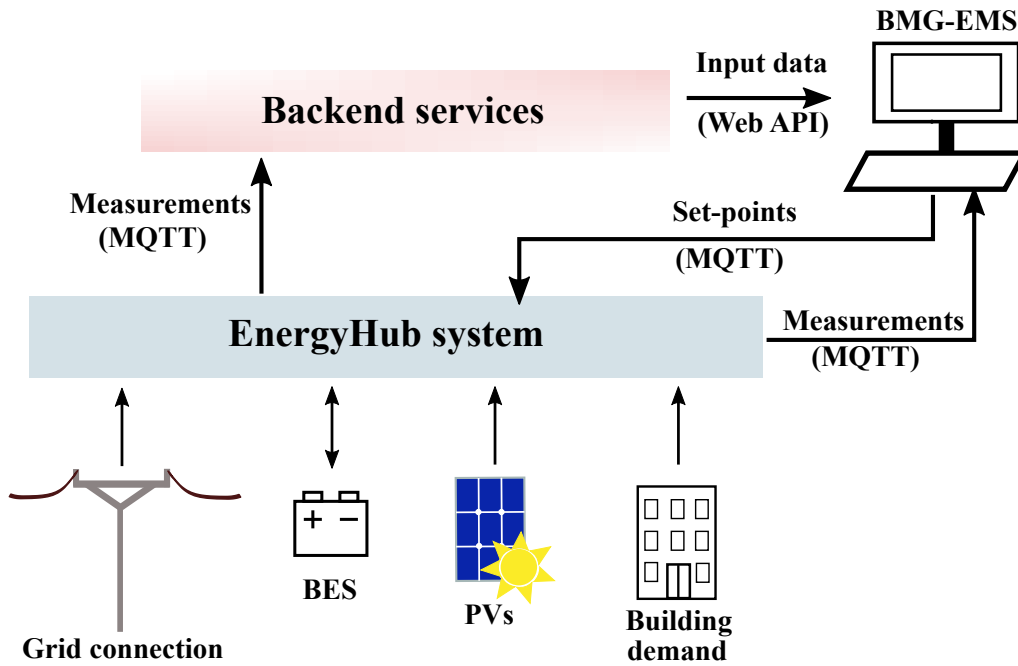 BMG-EMS
Input data
(Web API)
Backend services
Measurements
(MQTT)
Set-points
(MQTT)
EnergyHub system
Measurements
(MQTT)
+ −
BES
PVs
Building
demand
Grid connection